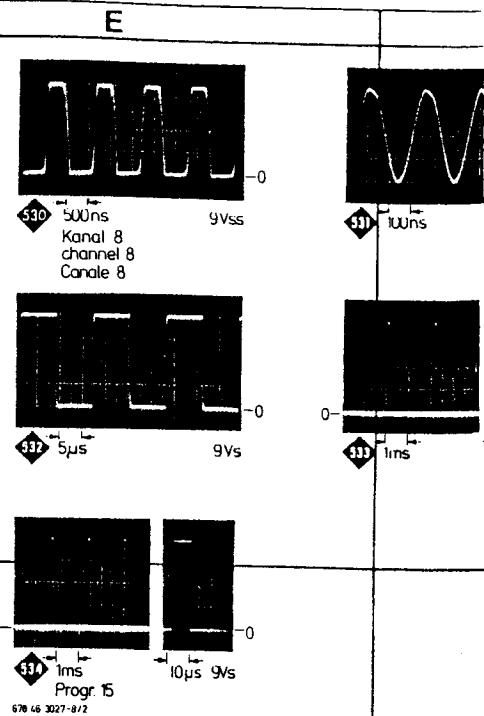 E
0
530 500ns 9Vss
Kanal 8
channel 8
Canale 8
531 100ns
0
532 5µs 9Vs
0
533 1ms
0
534 1ms 10µs 9Vs
Progr. 15
678 46 3027-8/2